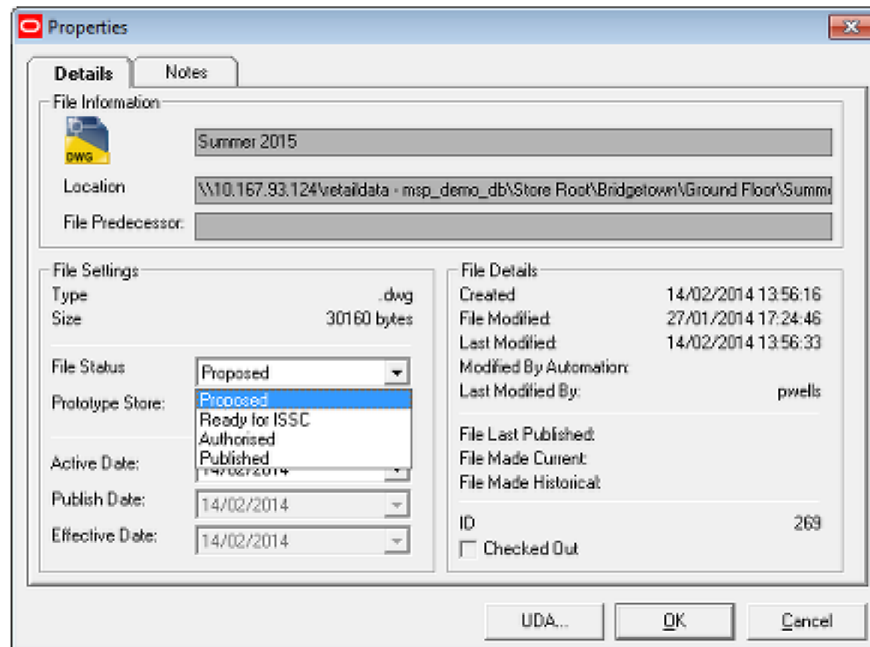 Properties
Details Notes
File Information
DWG
Summer 2015
Location \\10.167.93.124\retaildata - msp_demo_db\Store Root\Bridgetown\Ground Floor\Summe
File Predecessor:
File Settings
Type .dwg
Size 30160 bytes
File Status Proposed
Proposed
Prototype Store:
Ready for ISSC
Authorised
Published
Active Date: 14/02/2014
Publish Date: 14/02/2014
Effective Date: 14/02/2014
File Details
Created 14/02/2014 13:56:16
File Modified: 27/01/2014 17:24:46
Last Modified: 14/02/2014 13:56:33
Modified By Automation:
Last Modified By: pwells
File Last Published:
File Made Current:
File Made Historical:
ID 269
Checked Out
UDA... OK Cancel